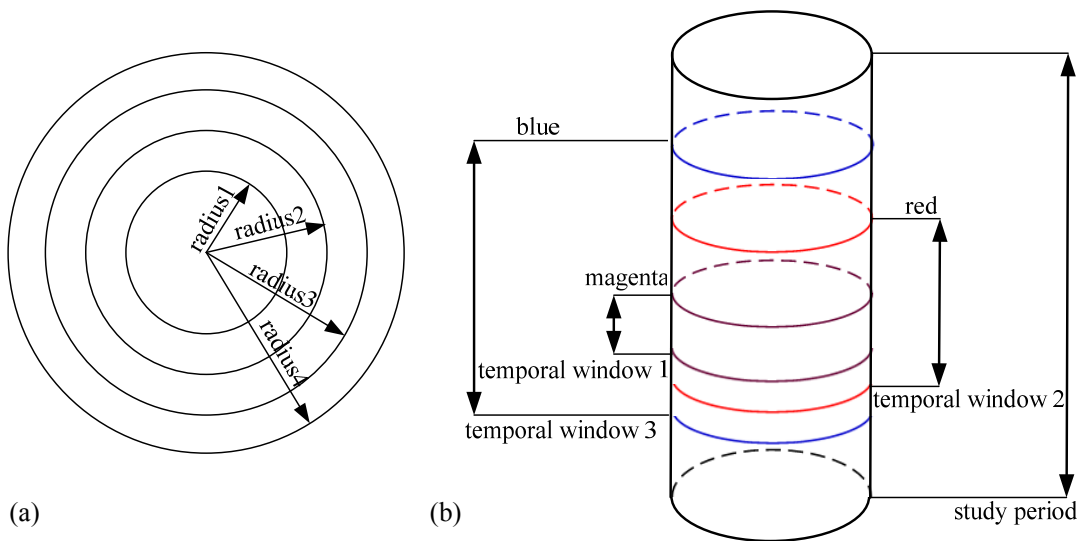 radius1
radius2
radius3
radius4
(a)
blue
red
magenta
temporal window 1
temporal window 2
temporal window 3
study period
(b)